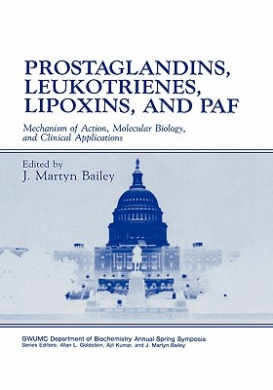 PROSTAGLANDINS,
LEUKOTRIENES,
LIPOXINS, AND PAF
Mechanism of Action, Molecular Biology,
and Clinical Applications
Edited by
J. Martyn Bailey
GWUMC Department of Biochemistry Annual Spring Symposia
Series Editors: Allan L. Goldstein, Ajit Kumar, and J. Martyn Bailey